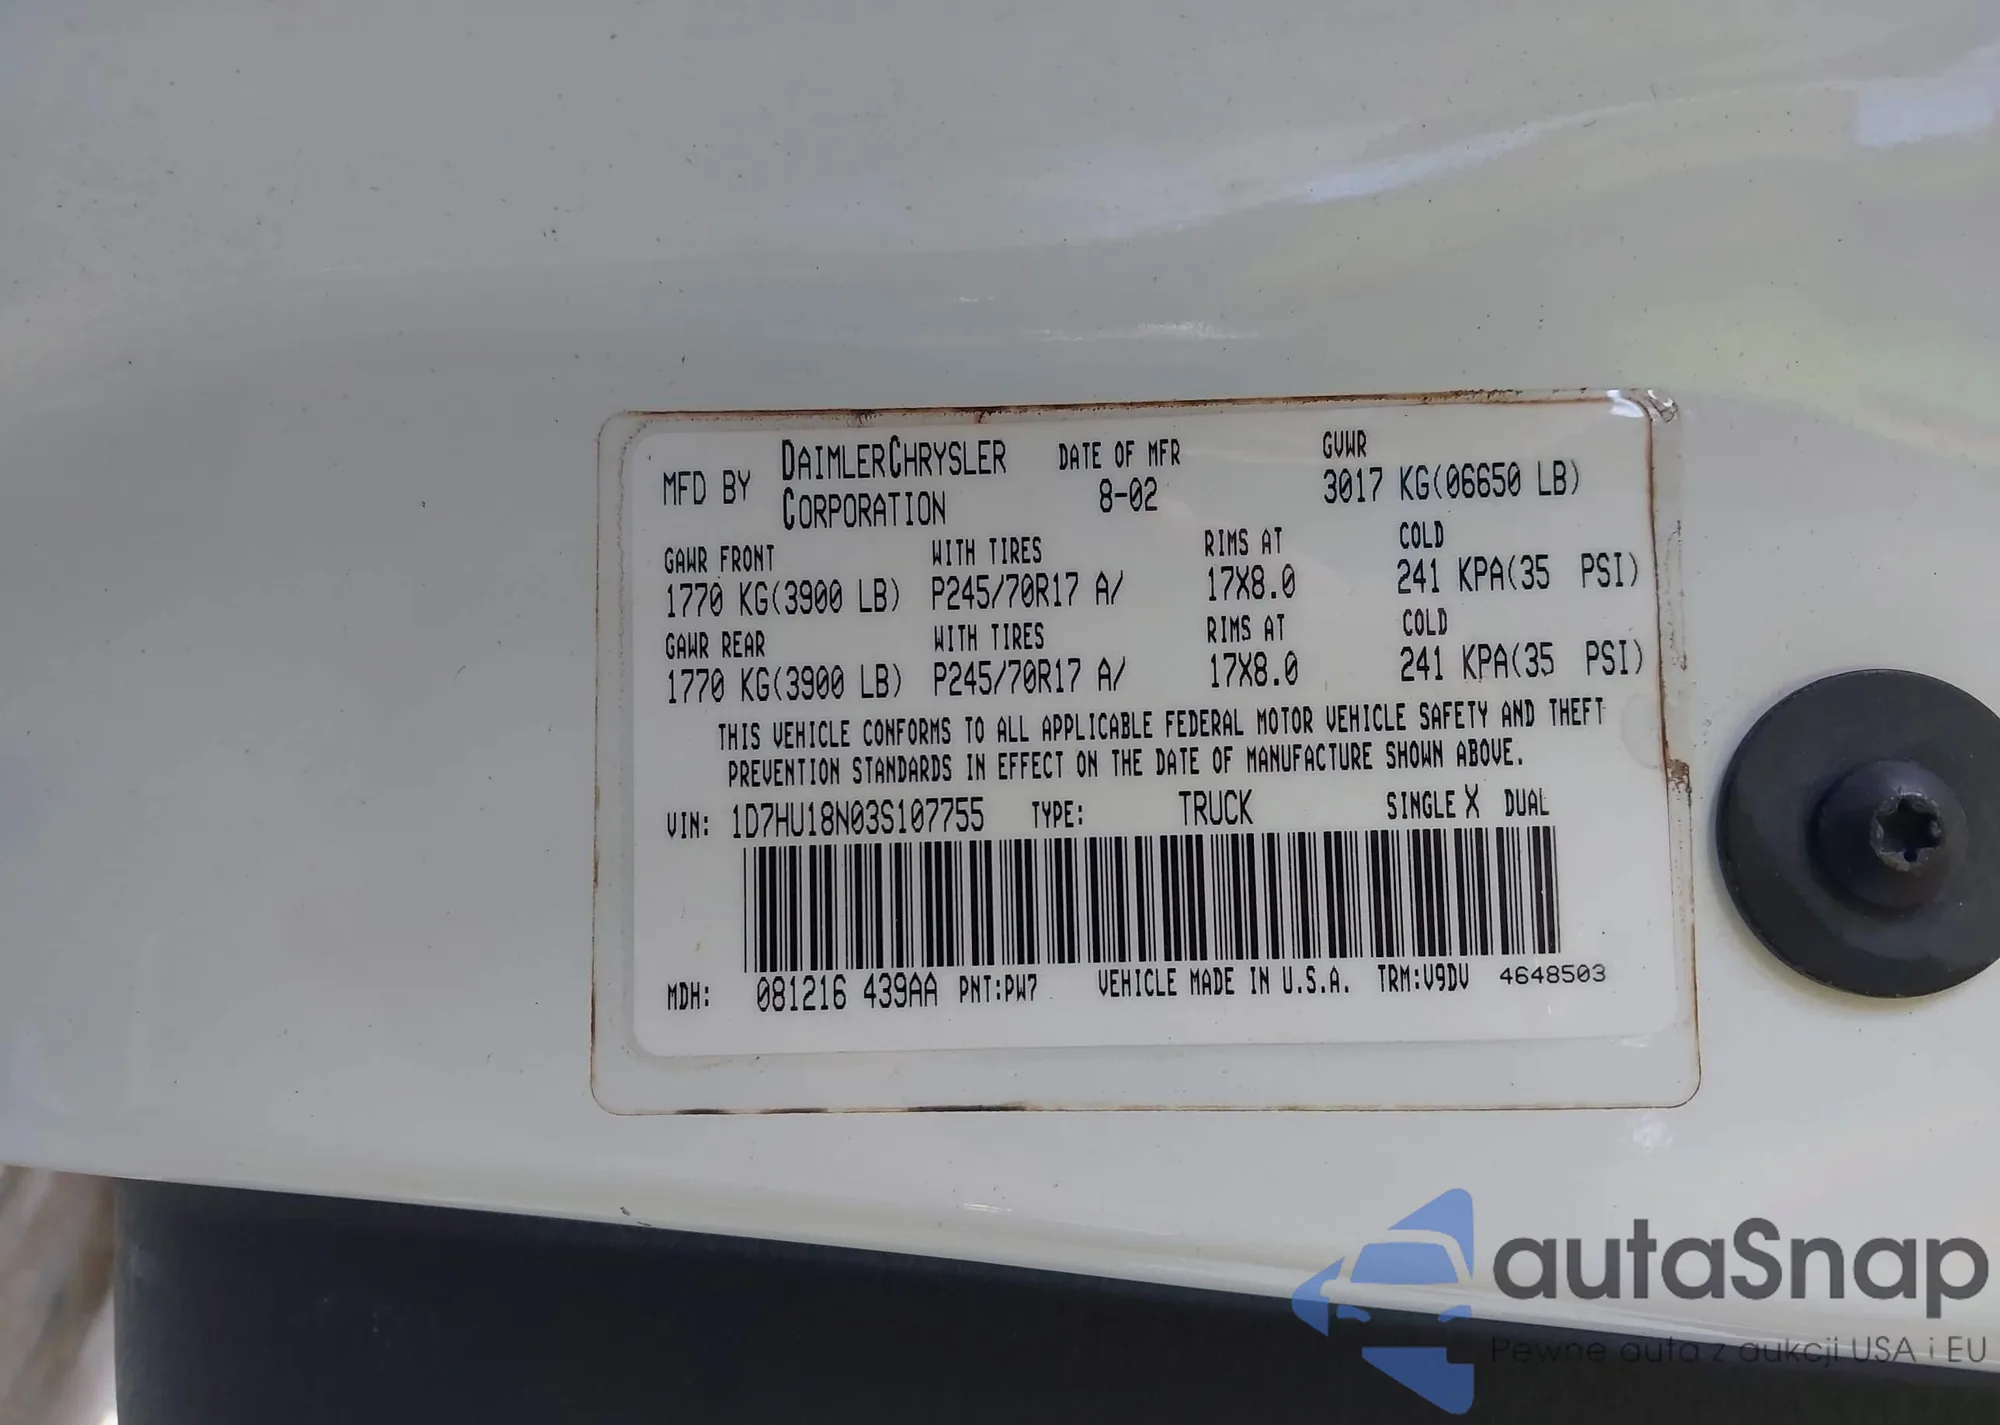 MFD BY DAIMLERCHRYSLER CORPORATION
DATE OF MFR
8-02
GVWR
3017 KG(06650 LB)
GAWR FRONT WITH TIRES RIMS AT COLD
1770 KG(3900 LB) P245/70R17 A/ 17X8.0 241 KPA(35 PSI)
GAWR REAR WITH TIRES RIMS AT COLD
1770 KG(3900 LB) P245/70R17 A/ 17X8.0 241 KPA(35 PSI)
THIS VEHICLE CONFORMS TO ALL APPLICABLE FEDERAL MOTOR VEHICLE SAFETY AND THEFT
PREVENTION STANDARDS IN EFFECT ON THE DATE OF MANUFACTURE SHOWN ABOVE.
VIN: 1D7HU18N03S107755 TYPE: TRUCK SINGLE X DUAL
MDH: 081216 439AA PNT:PW7 VEHICLE MADE IN U.S.A. TRM:V9DV 4648503
autaSnap
Pewne auta z aukcji USA i EU